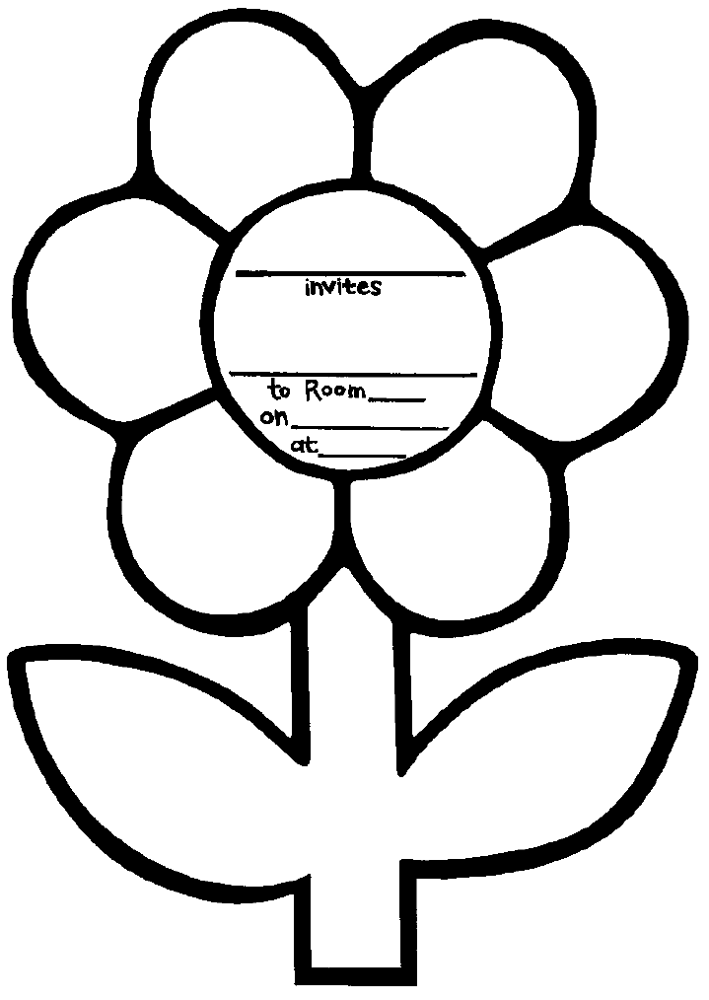 invites
to Room
on
at